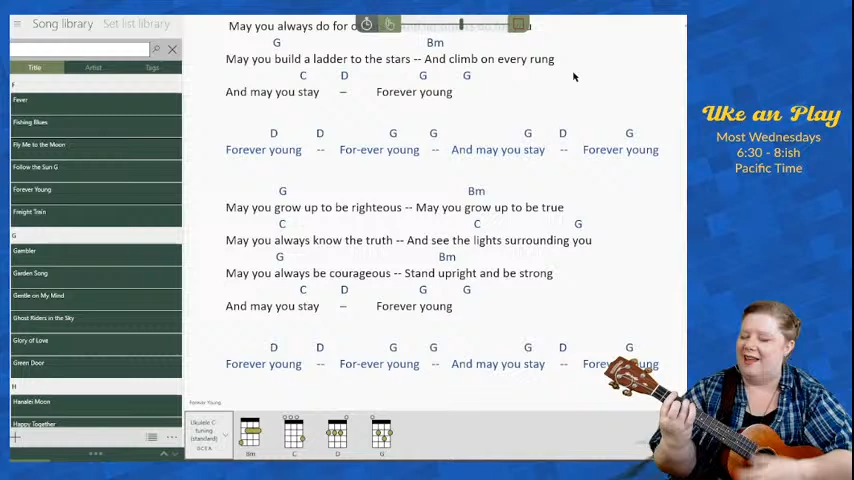 Song library
Set list library
Title
Artist
Tags
F
Fever
Fishing Blues
Fly Me to the Moon
Follow the Sun G
Forever Young
Freight Train
G
Gambler
Garden Song
Gentle on My Mind
Ghost Riders in the Sky
Glory of Love
Green Door
H
Hanalei Moon
Happy Together
May you always do for
G Bm
May you build a ladder to the stars -- And climb on every rung
C D G G
And may you stay – Forever young
D D G G G D G
Forever young -- For-ever young -- And may you stay -- Forever young
G Bm
May you grow up to be righteous -- May you grow up to be true
C C G
May you always know the truth -- And see the lights surrounding you
G Bm
May you always be courageous -- Stand upright and be strong
C D G G
And may you stay – Forever young
D D G G G D G
Forever young -- For-ever young -- And may you stay -- Forever young
Forever Young
Ukulele C
tuning
(standard)
G C E A
Bm
C
D
G
Uke an Play
Most Wednesdays
6:30 - 8:ish
Pacific Time